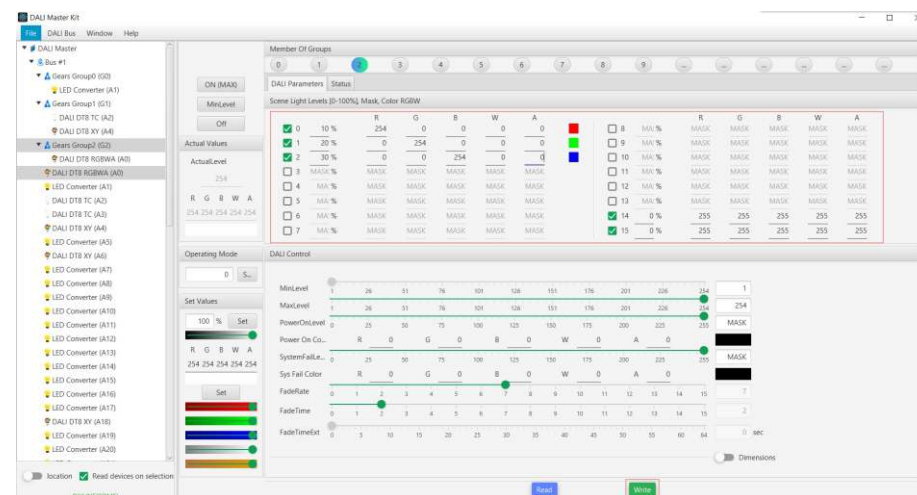 DALI Master Kit
File DALI Bus Window Help
DALI Master
Bus #1
Gears Group0 (G0)
LED Converter (A1)
Gears Group1 (G1)
DALI DT8 TC (A2)
DALI DT8 XY (A4)
Gears Group2 (G2)
DALI DT8 RGBWA (A0)
DALI DT8 RGBWA (A0)
LED Converter (A1)
DALI DT8 TC (A2)
DALI DT8 TC (A3)
DALI DT8 XY (A4)
LED Converter (A5)
DALI DT8 XY (A6)
LED Converter (A7)
LED Converter (A8)
LED Converter (A9)
LED Converter (A10)
LED Converter (A11)
LED Converter (A12)
LED Converter (A13)
LED Converter (A14)
LED Converter (A15)
LED Converter (A16)
LED Converter (A17)
DALI DT8 XY (A18)
LED Converter (A19)
LED Converter (A20)
location Read devices on selection
ON (MAX)
MinLevel
Off
Actual Values
ActualLevel
254
R G B W A
254 254 254 254 254
Operating Mode
0 S...
Set Values
100 % Set
R G B W A
254 254 254 254 254
Set
Member Of Groups
0 1 2 3 4 5 6 7 8 9 ... ... ... ... ... ...
DALI Parameters Status
Scene Light Levels [0-100%], Mask, Color RGBW
R G B W A R G B W A
0 10 % 254 0 0 0 0 8 MA: % MASK MASK MASK MASK MASK
1 20 % 0 254 0 0 0 9 MA: % MASK MASK MASK MASK MASK
2 30 % 0 0 254 0 0 10 MA: % MASK MASK MASK MASK MASK
3 MASK % MASK MASK MASK MASK MASK 11 MA: % MASK MASK MASK MASK MASK
4 MA: % MASK MASK MASK MASK MASK 12 MA: % MASK MASK MASK MASK MASK
5 MA: % MASK MASK MASK MASK MASK 13 MA: % MASK MASK MASK MASK MASK
6 MA: % MASK MASK MASK MASK MASK 14 0 % 255 255 255 255 255
7 MA: % MASK MASK MASK MASK MASK 15 0 % 255 255 255 255 255
DALI Control
MinLevel 1 26 51 76 101 126 151 176 201 226 254 1
MaxLevel 1 26 51 76 101 126 151 176 201 226 254 254
PowerOnLevel 0 25 50 75 100 125 150 175 200 225 255 MASK
Power On Co... R 0 G 0 B 0 W 0 A 0
SystemFailLe... 0 25 50 75 100 125 150 175 200 225 255 MASK
Sys Fail Color R 0 G 0 B 0 W 0 A 0
FadeRate 0 1 2 3 4 5 6 7 8 9 10 11 12 13 14 15 7
FadeTime 0 1 2 3 4 5 6 7 8 9 10 11 12 13 14 15 2
FadeTimeExt 0 5 10 15 20 25 30 35 40 45 50 55 60 64 0 sec
Dimensions
Read Write